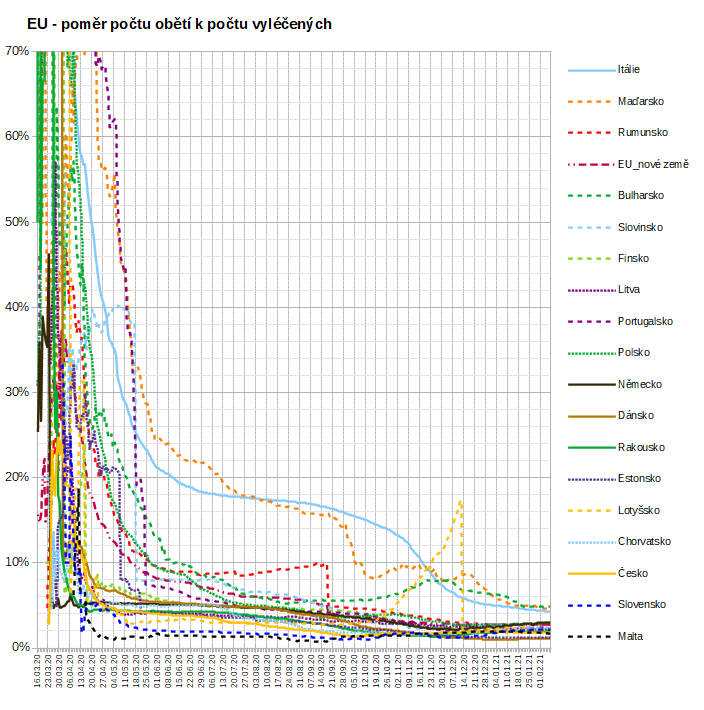 EU - poměr počtu obětí k počtu vyléčených
70%
60%
50%
40%
30%
20%
10%
0%
Itálie
Maďarsko
Rumunsko
EU_nové země
Bulharsko
Slovinsko
Finsko
Litva
Portugalsko
Polsko
Německo
Dánsko
Rakousko
Estonsko
Lotyšsko
Chorvatsko
Česko
Slovensko
Malta
16.03.20
23.03.20
30.03.20
06.04.20
13.04.20
20.04.20
27.04.20
04.05.20
11.05.20
18.05.20
25.05.20
01.06.20
08.06.20
15.06.20
22.06.20
29.06.20
06.07.20
13.07.20
20.07.20
27.07.20
03.08.20
10.08.20
17.08.20
24.08.20
31.08.20
07.09.20
14.09.20
21.09.20
28.09.20
05.10.20
12.10.20
19.10.20
26.10.20
02.11.20
09.11.20
16.11.20
23.11.20
30.11.20
07.12.20
14.12.20
21.12.20
28.12.20
04.01.21
11.01.21
18.01.21
25.01.21
01.02.21